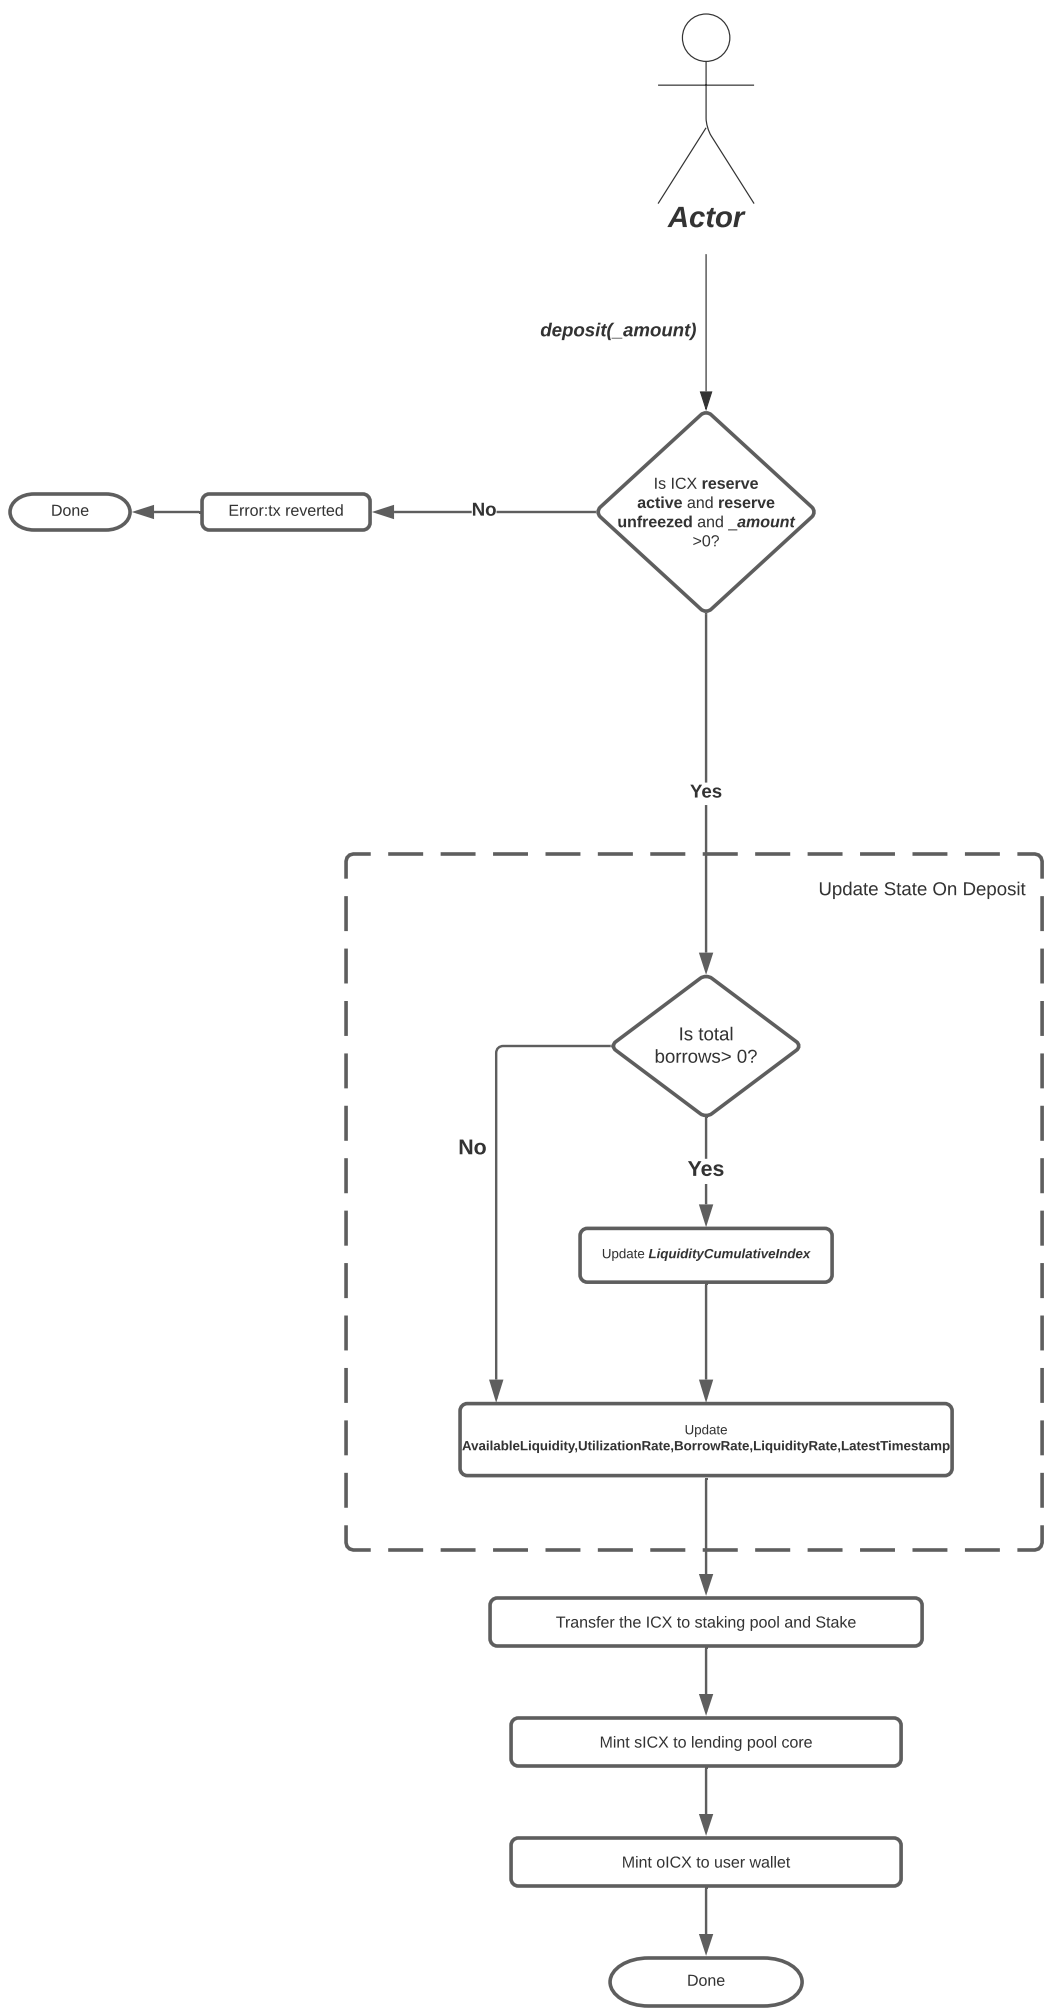 Actor
deposit(_amount)
Is ICX reserve
active and reserve
unfreezed and _amount
>0?
No
Error:tx reverted
Done
Yes
Update State On Deposit
Is total
borrows> 0?
No
Yes
Update LiquidityCumulativeIndex
Update
AvailableLiquidity,UtilizationRate,BorrowRate,LiquidityRate,LatestTimestamp
Transfer the ICX to staking pool and Stake
Mint sICX to lending pool core
Mint oICX to user wallet
Done